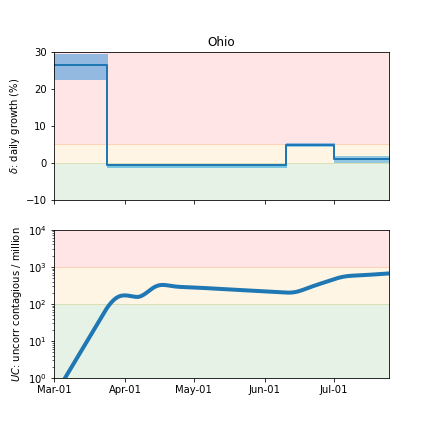 Ohio
δ: daily growth (%)
30
20
10
0
−10
UC: uncorr contagious / million
10⁴
10³
10²
10¹
10⁰
Mar-01 Apr-01 May-01 Jun-01 Jul-01